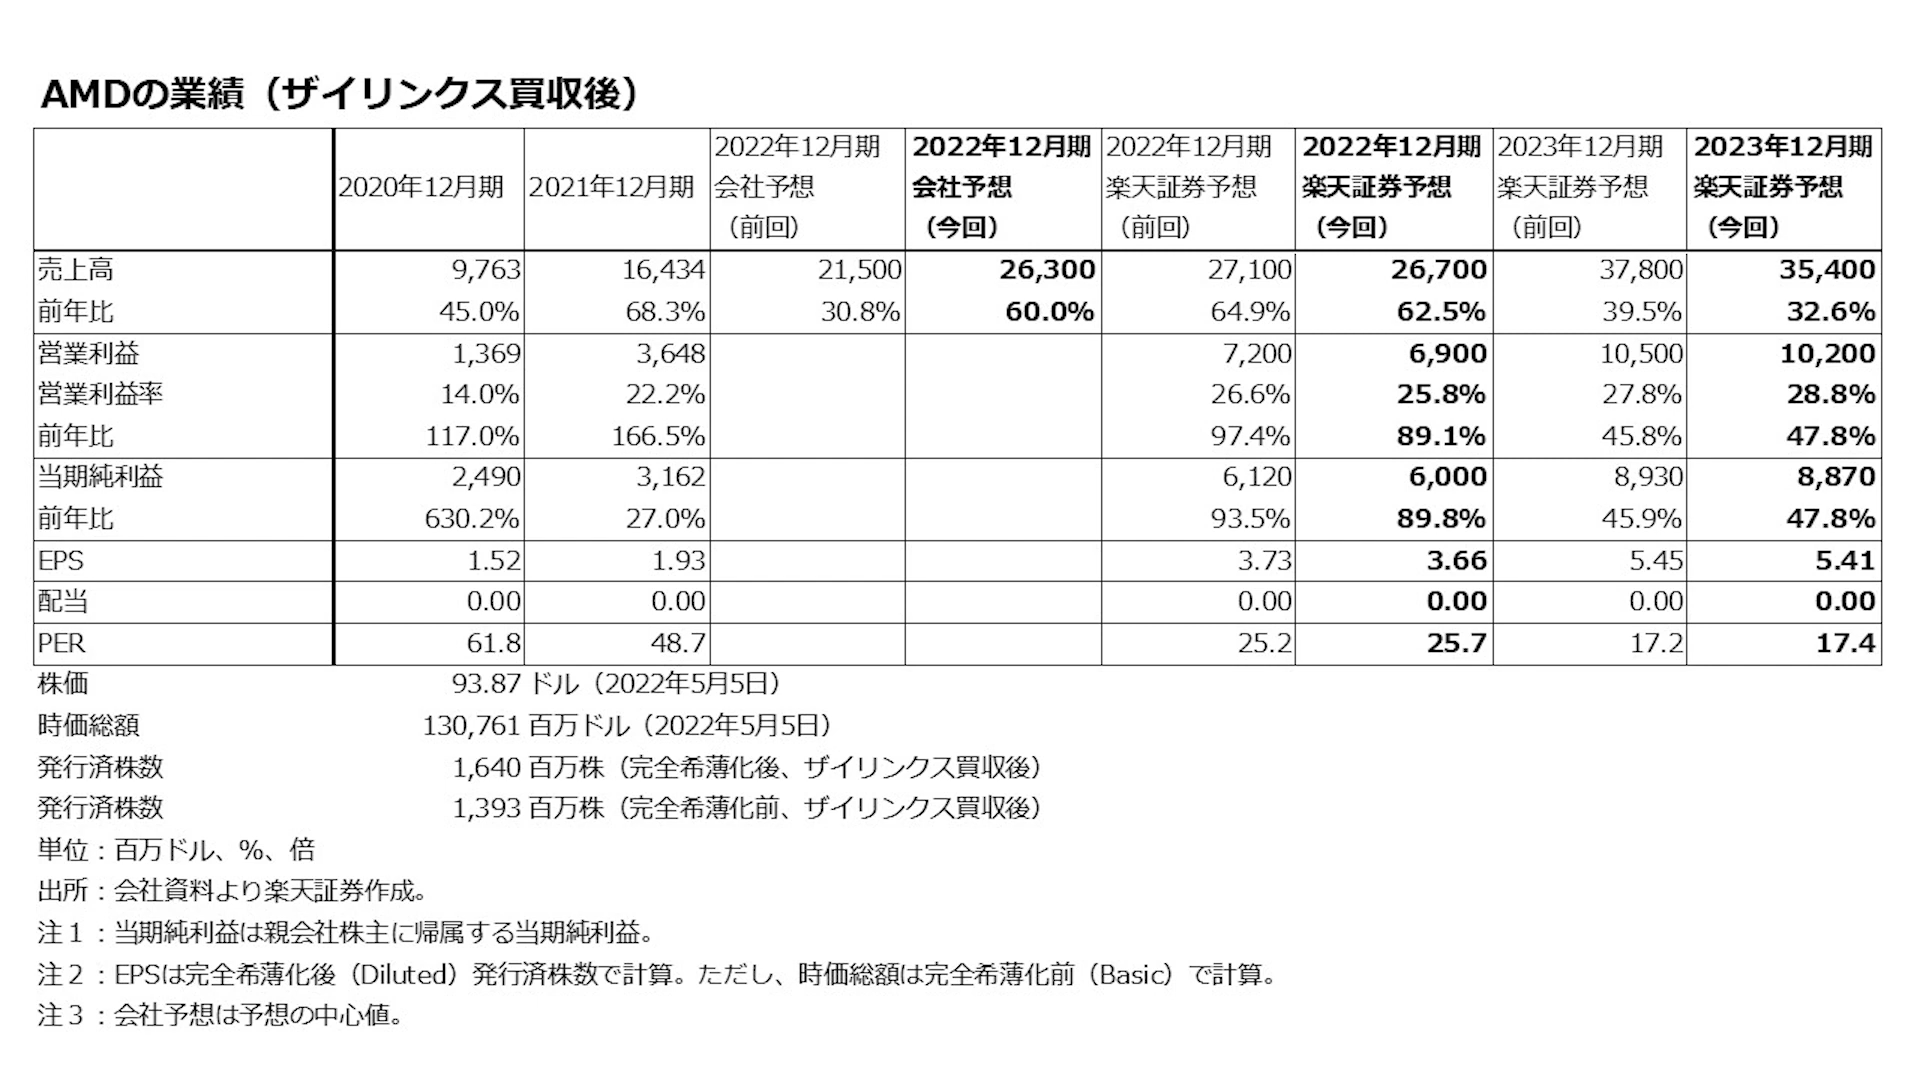 AMDの業績（ザイリンクス買収後）
2020年12月期 2021年12月期 2022年12月期 会社予想 （前回） 2022年12月期 会社予想 （今回） 2022年12月期 楽天証券予想 （前回） 2022年12月期 楽天証券予想 （今回） 2023年12月期 楽天証券予想 （前回） 2023年12月期 楽天証券予想 （今回）
売上高 9,763 16,434 21,500 26,300 27,100 26,700 37,800 35,400
前年比 45.0% 68.3% 30.8% 60.0% 64.9% 62.5% 39.5% 32.6%
営業利益 1,369 3,648 7,200 6,900 10,500 10,200
営業利益率 14.0% 22.2% 26.6% 25.8% 27.8% 28.8%
前年比 117.0% 166.5% 97.4% 89.1% 45.8% 47.8%
当期純利益 2,490 3,162 6,120 6,000 8,930 8,870
前年比 630.2% 27.0% 93.5% 89.8% 45.9% 47.8%
EPS 1.52 1.93 3.73 3.66 5.45 5.41
配当 0.00 0.00 0.00 0.00 0.00 0.00
PER 61.8 48.7 25.2 25.7 17.2 17.4
株価 93.87 ドル（2022年5月5日）
時価総額 130,761 百万ドル（2022年5月5日）
発行済株数 1,640 百万株（完全希薄化後、ザイリンクス買収後）
発行済株数 1,393 百万株（完全希薄化前、ザイリンクス買収後）
単位：百万ドル、%、倍
出所：会社資料より楽天証券作成。
注１：当期純利益は親会社株主に帰属する当期純利益。
注２：EPSは完全希薄化後（Diluted）発行済株数で計算。ただし、時価総額は完全希薄化前（Basic）で計算。
注３：会社予想は予想の中心値。